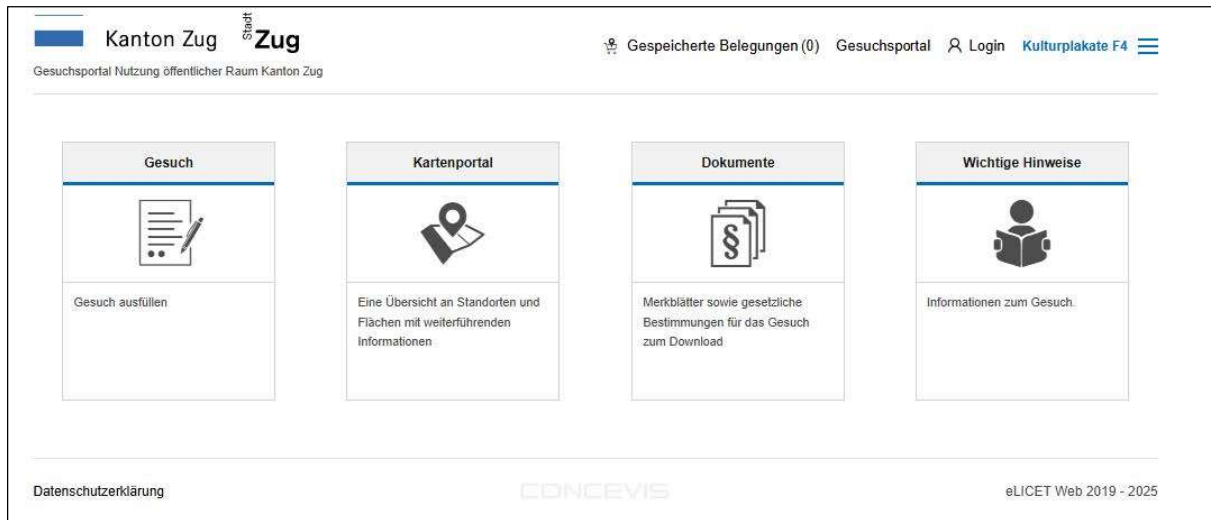 Kanton Zug
Stadt Zug
Gespeicherte Belegungen (0) Gesuchsportal Login Kulturplakate F4
Gesuchsportal Nutzung öffentlicher Raum Kanton Zug
Gesuch
Gesuch ausfüllen
Kartenportal
Eine Übersicht an Standorten und
Flächen mit weiterführenden
Informationen
Dokumente
§
Merkblätter sowie gesetzliche
Bestimmungen für das Gesuch
zum Download
Wichtige Hinweise
Informationen zum Gesuch.
Datenschutzerklärung
CONCEVIS
eLICET Web 2019 - 2025